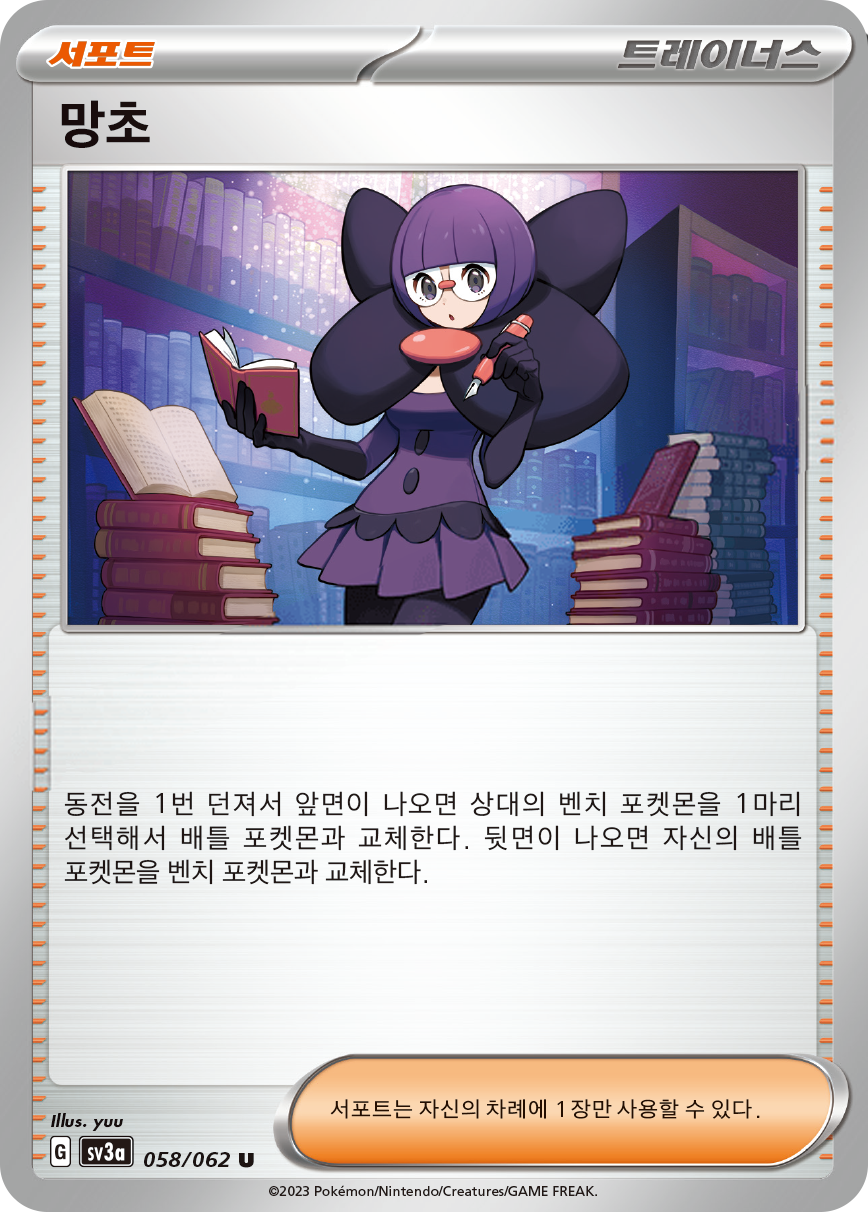 서포트
트레이너스
망초
동전을 1번 던져서 앞면이 나오면 상대의 벤치 포켓몬을 1마리
선택해서 배틀 포켓몬과 교체한다. 뒷면이 나오면 자신의 배틀
포켓몬을 벤치 포켓몬과 교체한다.
서포트는 자신의 차례에 1장만 사용할 수 있다.
Illus. yuu
G sv3a 058/062 U
©2023 Pokémon/Nintendo/Creatures/GAME FREAK.